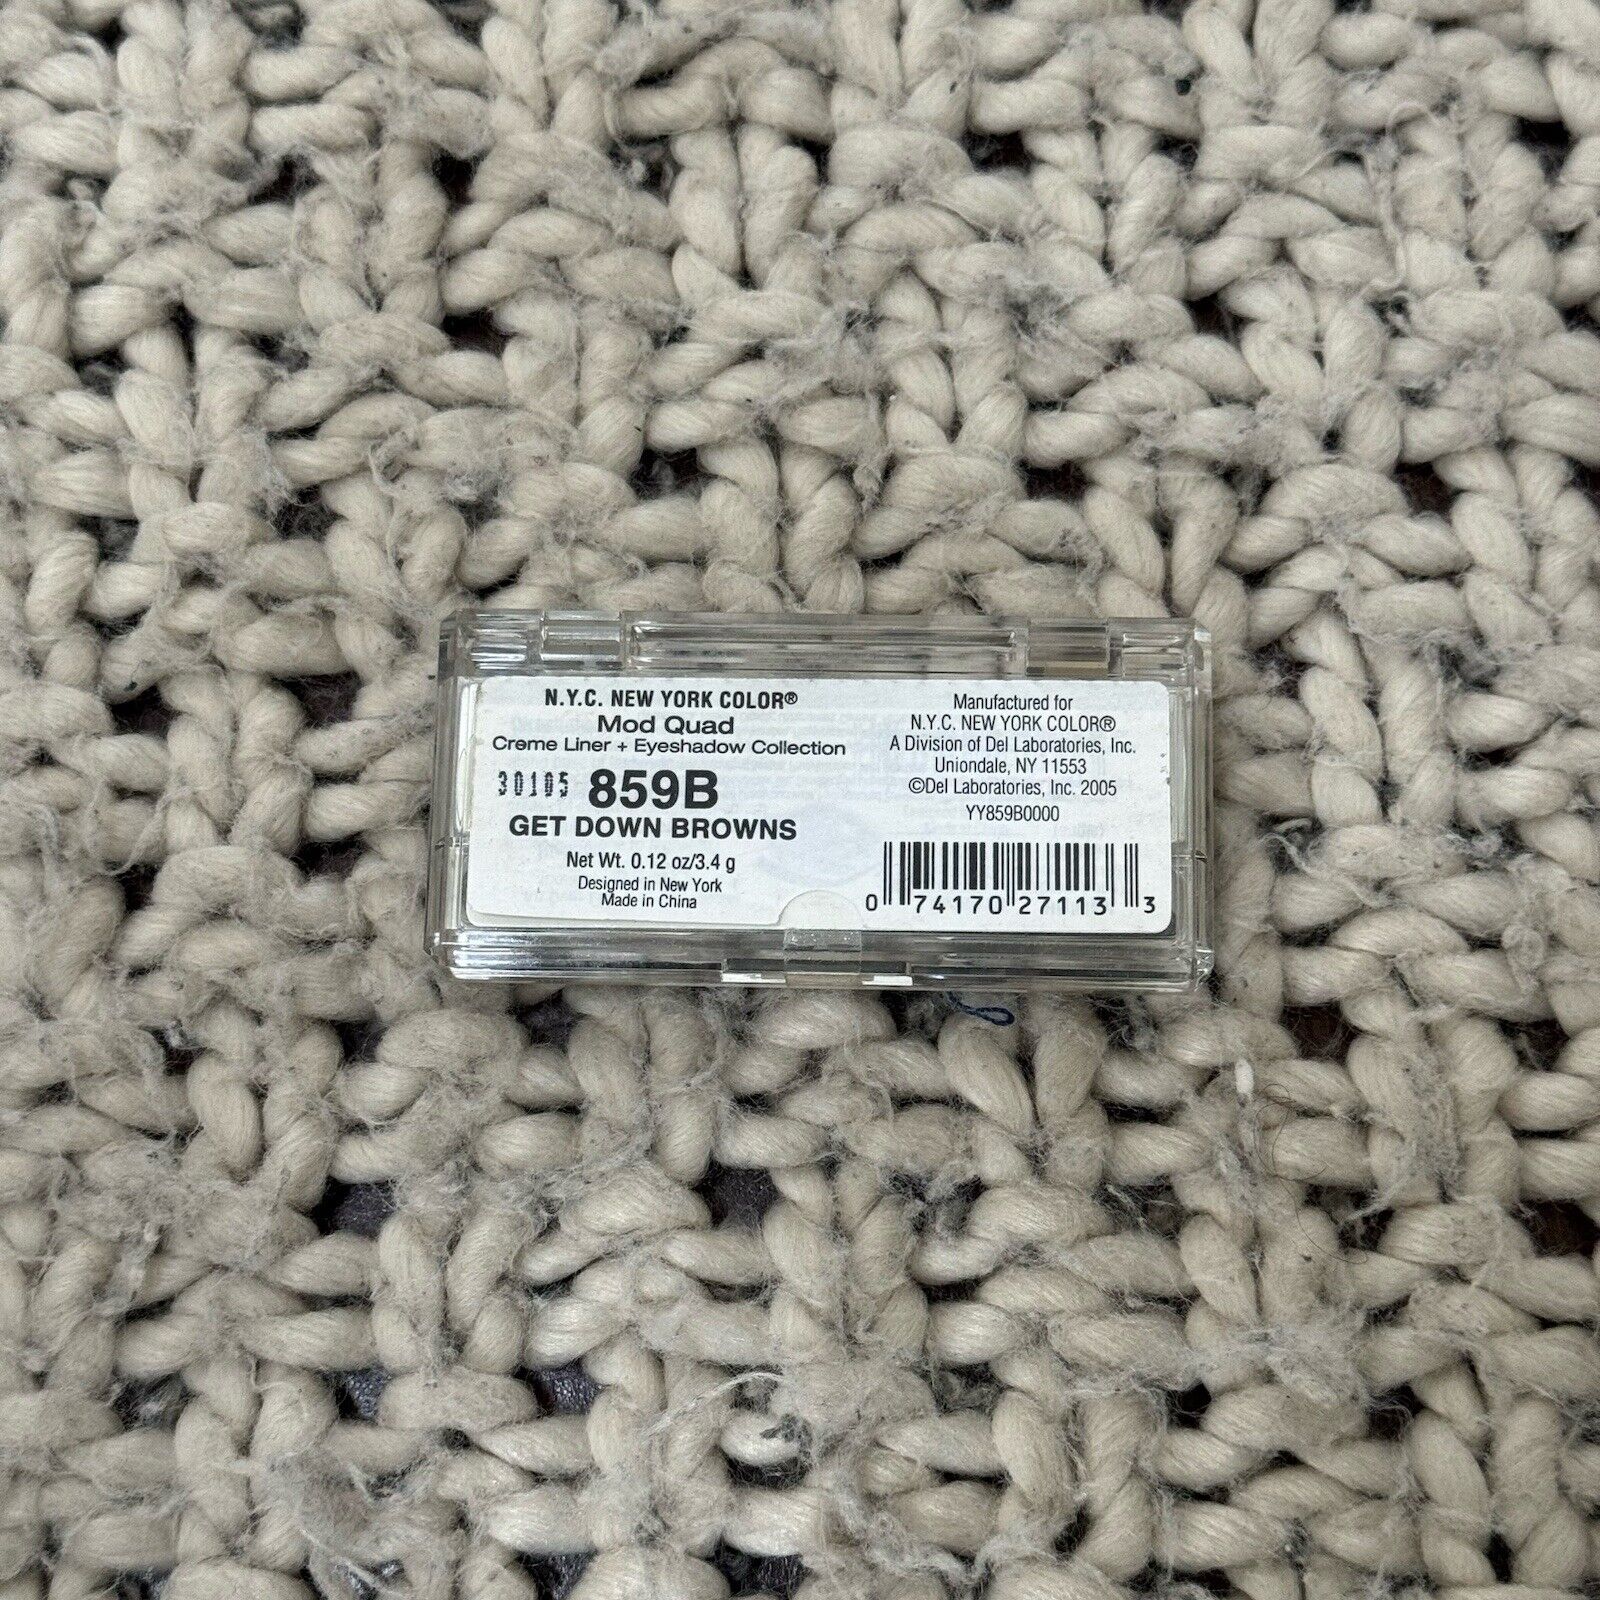 N.Y.C. NEW YORK COLOR®
Mod Quad
Creme Liner + Eyeshadow Collection
30105 859B
GET DOWN BROWNS
Net Wt. 0.12 oz/3.4 g
Designed in New York
Made in China
Manufactured for
N.Y.C. NEW YORK COLOR®
A Division of Del Laboratories, Inc.
Uniondale, NY 11553
©Del Laboratories, Inc. 2005
YY859B0000
0 74170 27113 3